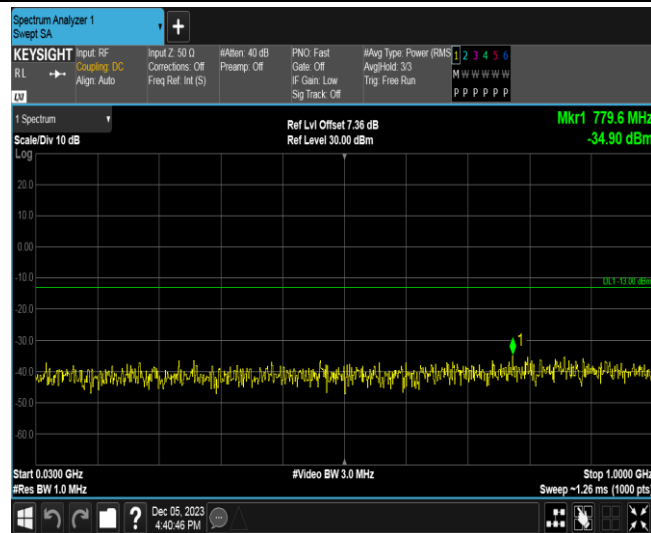 Spectrum Analyzer 1
Swept SA
KEYSIGHT
RL
LXI
Input: RF
Coupling: DC
Align: Auto
Input Z: 50 Ω
Corrections: Off
Freq Ref: Int (S)
#Atten: 40 dB
Preamp: Off
PNO: Fast
Gate: Off
IF Gain: Low
Sig Track: Off
#Avg Type: Power (RMS
Avg|Hold: 3/3
Trig: Free Run
1 2 3 4 5 6
M W W W W W
P P P P P P
1 Spectrum
Scale/Div 10 dB
Ref Lvl Offset 7.36 dB
Ref Level 30.00 dBm
Mkr1 779.6 MHz
-34.90 dBm
Log
20.0
10.0
0.00
-10.0
DL1 -13.00 dBm
-20.0
-30.0
1
-40.0
-50.0
-60.0
Start 0.0300 GHz
#Video BW 3.0 MHz
Stop 1.0000 GHz
#Res BW 1.0 MHz
Sweep ~1.26 ms (1000 pts)
?
Dec 05, 2023
4:40:46 PM